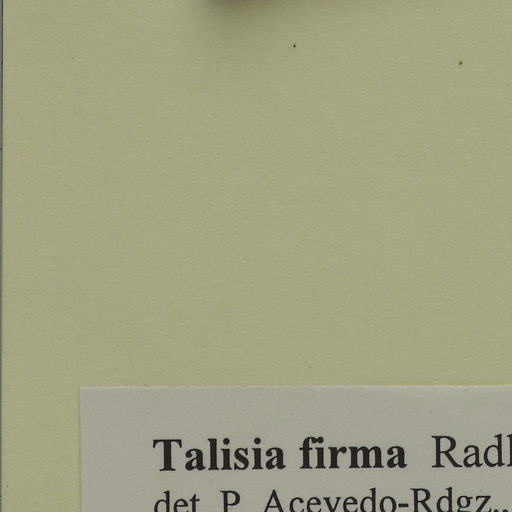 Talisia firma Radl
det. P. Acevedo-Rdgz.,